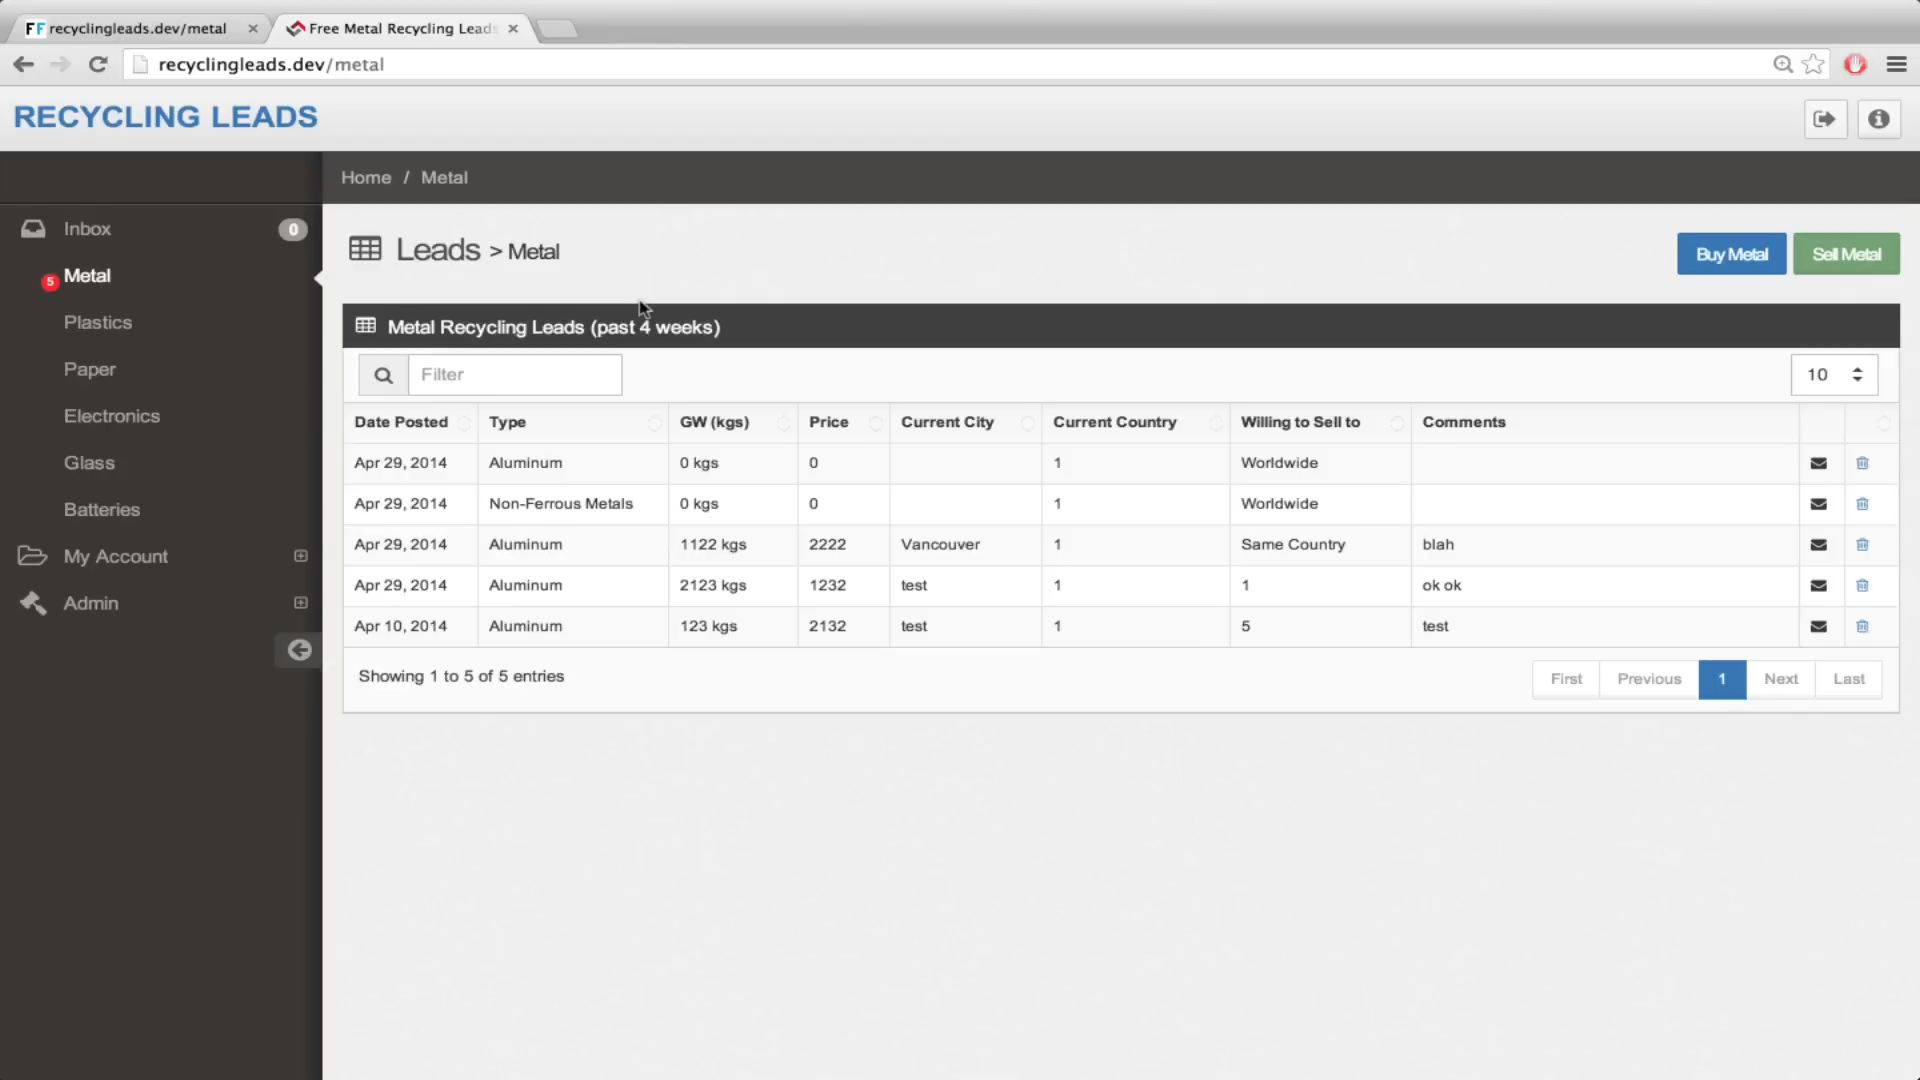 FF recyclingleads.dev/metal
Free Metal Recycling Leads
recyclingleads.dev/metal
RECYCLING LEADS
Home / Metal
Inbox 0
5 Metal
Plastics
Paper
Electronics
Glass
Batteries
My Account
Admin
Leads > Metal
Buy Metal
Sell Metal
Metal Recycling Leads (past 4 weeks)
Filter
10
Date Posted Type GW (kgs) Price Current City Current Country Willing to Sell to Comments
Apr 29, 2014 Aluminum 0 kgs 0 1 Worldwide
Apr 29, 2014 Non-Ferrous Metals 0 kgs 0 1 Worldwide
Apr 29, 2014 Aluminum 1122 kgs 2222 Vancouver 1 Same Country blah
Apr 29, 2014 Aluminum 2123 kgs 1232 test 1 1 ok ok
Apr 10, 2014 Aluminum 123 kgs 2132 test 1 5 test
Showing 1 to 5 of 5 entries
First Previous 1 Next Last